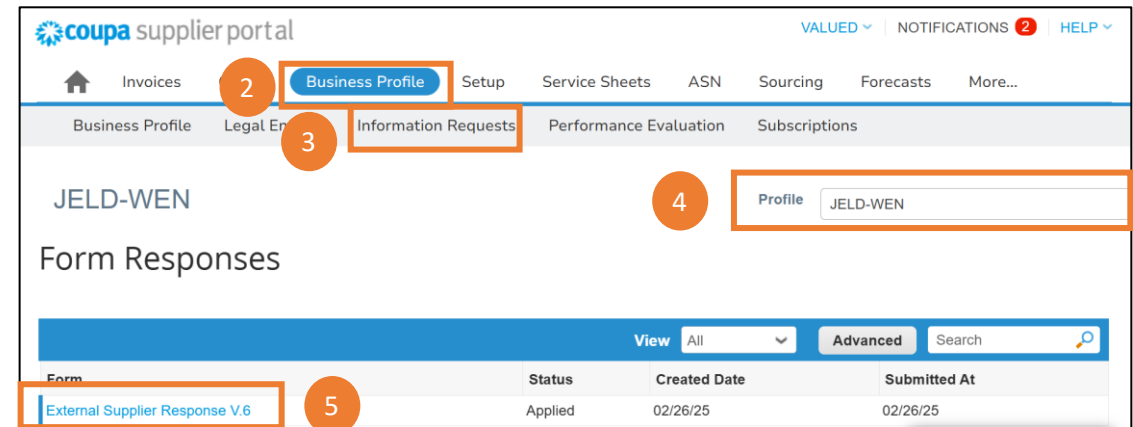 coupa supplier portal VALUED NOTIFICATIONS 2 HELP
Invoices 2 Business Profile Setup Service Sheets ASN Sourcing Forecasts More...
Business Profile Legal 3 Information Requests Performance Evaluation Subscriptions
JELD-WEN 4 Profile JELD-WEN
Form Responses
View All Advanced Search
Form Status Created Date Submitted At
External Supplier Response V.6 5 Applied 02/26/25 02/26/25